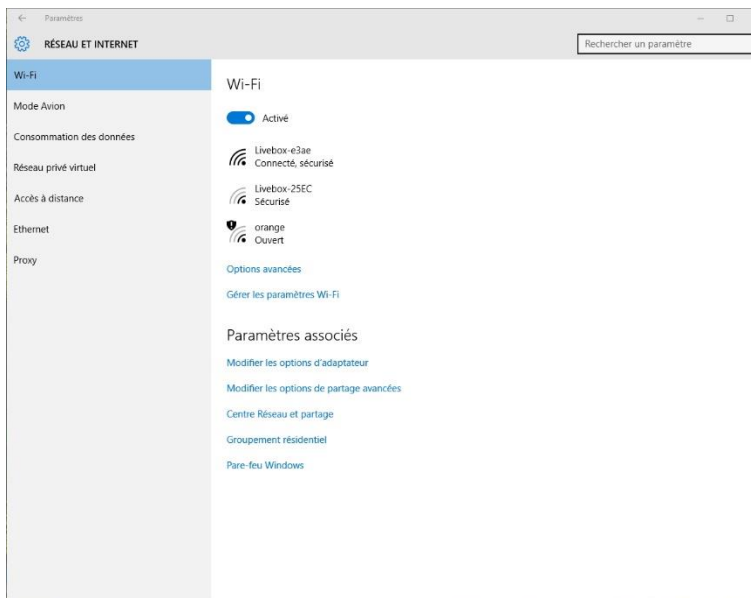 Paramètres
RÉSEAU ET INTERNET
Rechercher un paramètre
Wi-Fi
Mode Avion
Consommation des données
Réseau privé virtuel
Accès à distance
Ethernet
Proxy
Wi-Fi
Activé
Livebox-e3ae
Connecté, sécurisé
Livebox-25EC
Sécurisé
orange
Ouvert
Options avancées
Gérer les paramètres Wi-Fi
Paramètres associés
Modifier les options d'adaptateur
Modifier les options de partage avancées
Centre Réseau et partage
Groupement résidentiel
Pare-feu Windows